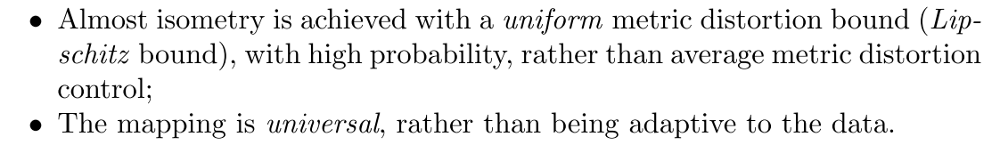 • Almost isometry is achieved with a uniform metric distortion bound (Lip-
schitz bound), with high probability, rather than average metric distortion
control;
• The mapping is universal, rather than being adaptive to the data.